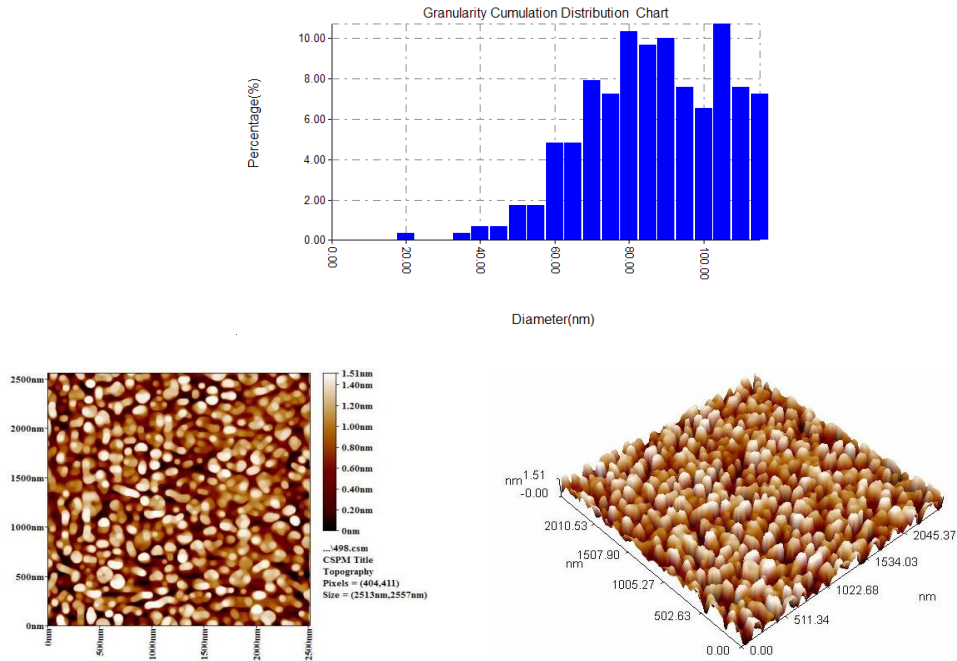 Granularity Cumulation Distribution Chart
Percentage(%)
10.00
8.00
6.00
4.00
2.00
0.00
0.00
20.00
40.00
60.00
80.00
100.00
Diameter(nm)
2500nm
2000nm
1500nm
1000nm
500nm
0nm
0nm
500nm
1000nm
1500nm
2000nm
2500nm
1.51nm
1.40nm
1.20nm
1.00nm
0.80nm
0.60nm
0.40nm
0.20nm
0nm
...\498.csm
CSPM Title
Topography
Pixels = (404,411)
Size = (2513nm,2557nm)
nm 1.51
-0.00
2010.53
1507.90
nm
1005.27
502.63
0.00
0.00
511.34
1022.68
1534.03
2045.37
nm